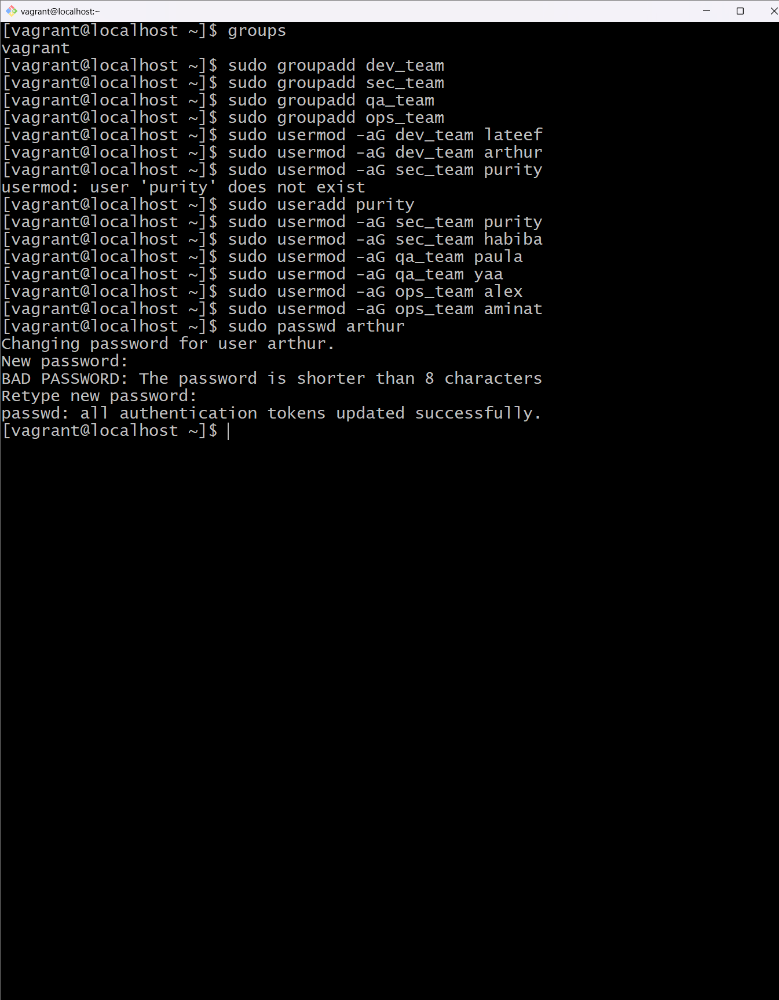 vagrant@localhost:~
[vagrant@localhost ~]$ groups
vagrant
[vagrant@localhost ~]$ sudo groupadd dev_team
[vagrant@localhost ~]$ sudo groupadd sec_team
[vagrant@localhost ~]$ sudo groupadd qa_team
[vagrant@localhost ~]$ sudo groupadd ops_team
[vagrant@localhost ~]$ sudo usermod -aG dev_team lateef
[vagrant@localhost ~]$ sudo usermod -aG dev_team arthur
[vagrant@localhost ~]$ sudo usermod -aG sec_team purity
usermod: user 'purity' does not exist
[vagrant@localhost ~]$ sudo useradd purity
[vagrant@localhost ~]$ sudo usermod -aG sec_team purity
[vagrant@localhost ~]$ sudo usermod -aG sec_team habiba
[vagrant@localhost ~]$ sudo usermod -aG qa_team paula
[vagrant@localhost ~]$ sudo usermod -aG qa_team yaa
[vagrant@localhost ~]$ sudo usermod -aG ops_team alex
[vagrant@localhost ~]$ sudo usermod -aG ops_team aminat
[vagrant@localhost ~]$ sudo passwd arthur
Changing password for user arthur.
New password:
BAD PASSWORD: The password is shorter than 8 characters
Retype new password:
passwd: all authentication tokens updated successfully.
[vagrant@localhost ~]$